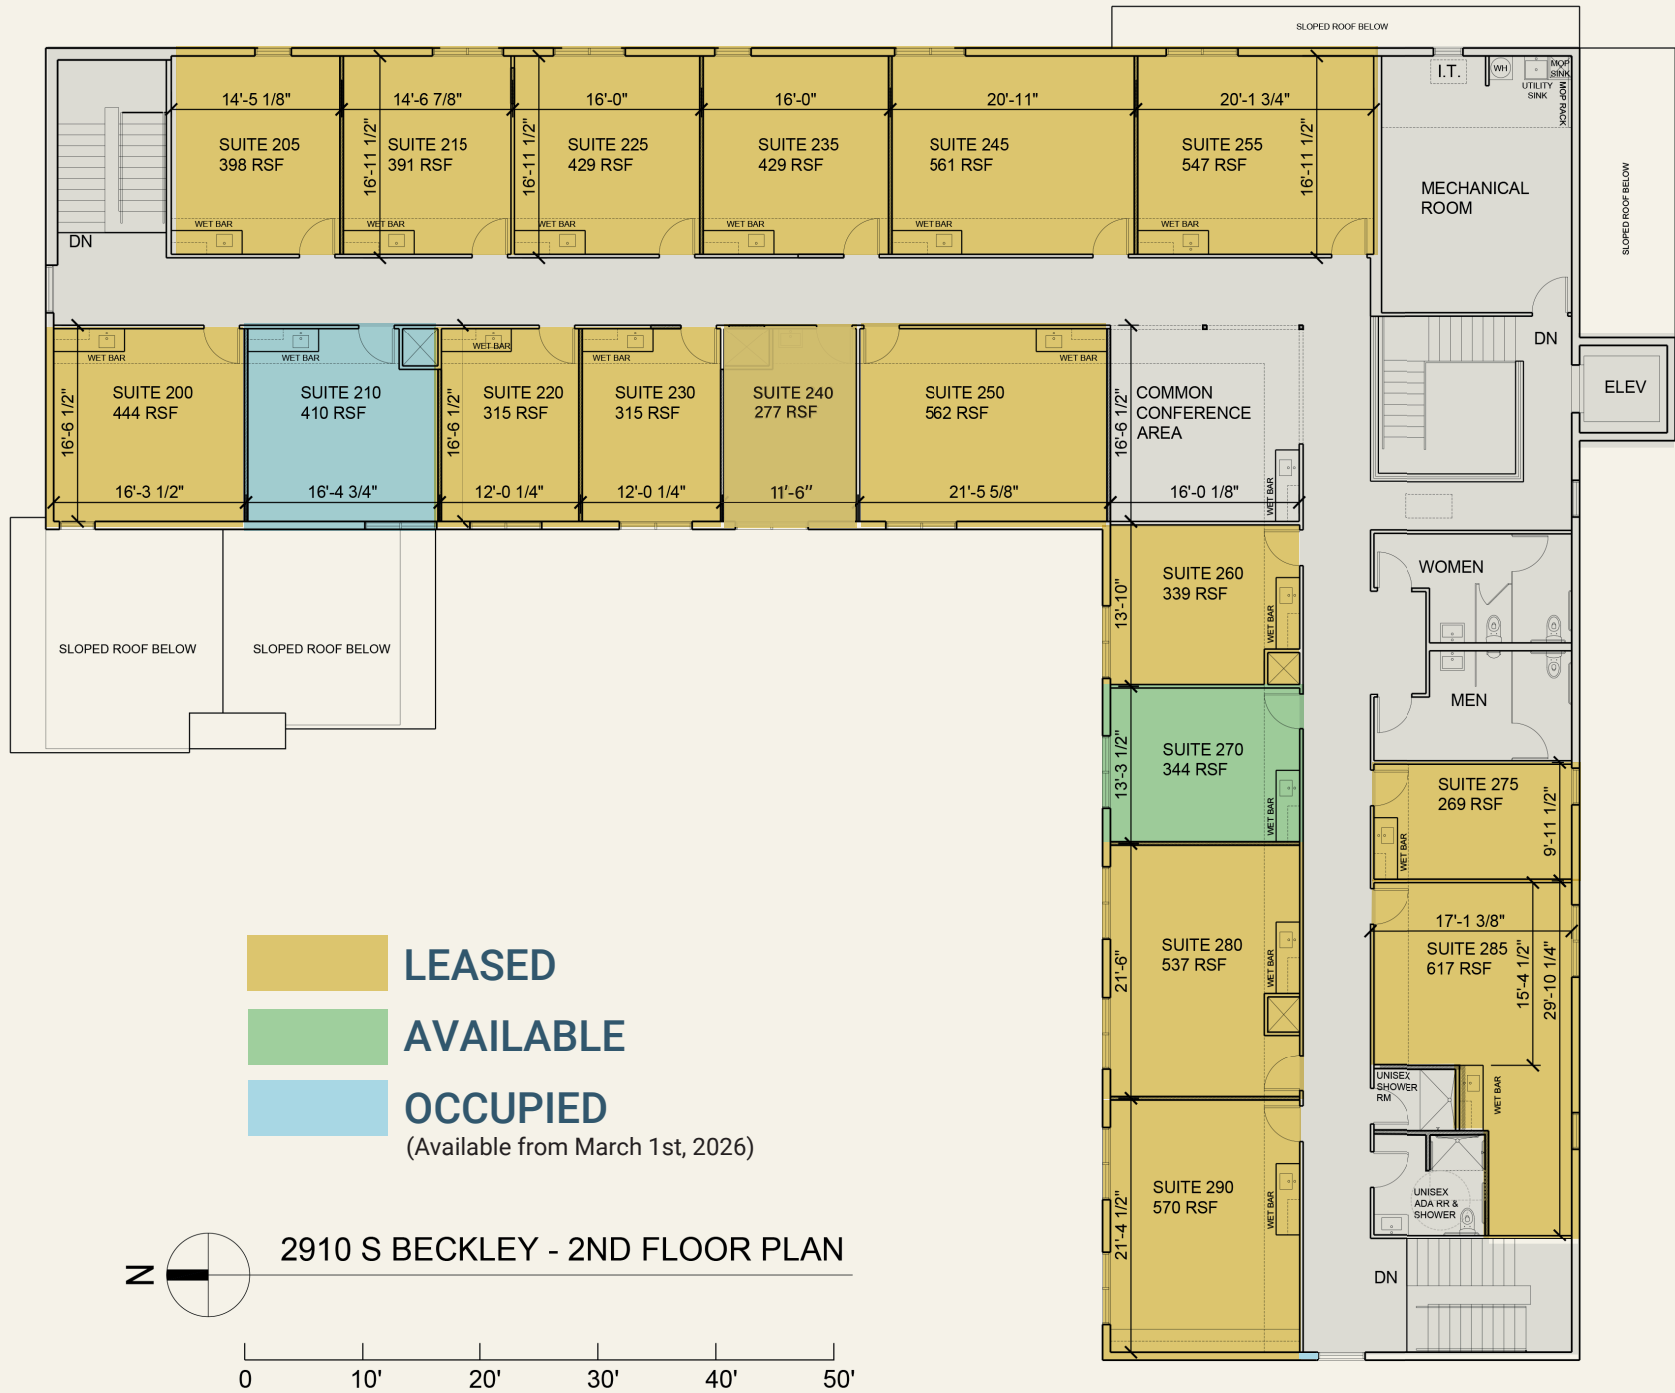 SLOPED ROOF BELOW
I.T.
WH
MOP
SINK
UTILITY
SINK
MOP RACK
14'-5 1/8"
14'-6 7/8"
16'-0"
16'-0"
20'-11"
20'-1 3/4"
SUITE 205
398 RSF
16'-11 1/2"
SUITE 215
391 RSF
16'-11 1/2"
SUITE 225
429 RSF
SUITE 235
429 RSF
SUITE 245
561 RSF
SUITE 255
547 RSF
16'-11 1/2"
MECHANICAL
ROOM
SLOPED ROOF BELOW
WET BAR
WET BAR
WET BAR
WET BAR
WET BAR
WET BAR
DN
DN
ELEV
WET BAR
WET BAR
WET BAR
WET BAR
WET BAR
16'-6 1/2"
SUITE 200
444 RSF
SUITE 210
410 RSF
16'-6 1/2"
SUITE 220
315 RSF
SUITE 230
315 RSF
SUITE 240
277 RSF
SUITE 250
562 RSF
16'-6 1/2"
COMMON
CONFERENCE
AREA
WET BAR
16'-3 1/2"
16'-4 3/4"
12'-0 1/4"
12'-0 1/4"
11'-6"
21'-5 5/8"
16'-0 1/8"
SLOPED ROOF BELOW
SLOPED ROOF BELOW
13'-10"
SUITE 260
339 RSF
WET BAR
WOMEN
MEN
13'-3 1/2"
SUITE 270
344 RSF
WET BAR
SUITE 275
269 RSF
9'-11 1/2"
WET BAR
21'-6"
SUITE 280
537 RSF
WET BAR
17'-1 3/8"
SUITE 285
617 RSF
15'-4 1/2"
29'-10 1/4"
UNISEX
SHOWER
RM
WET BAR
21'-4 1/2"
SUITE 290
570 RSF
WET BAR
UNISEX
ADA RR &
SHOWER
DN
LEASED
AVAILABLE
OCCUPIED
(Available from March 1st, 2026)
N
2910 S BECKLEY - 2ND FLOOR PLAN
0 10' 20' 30' 40' 50'